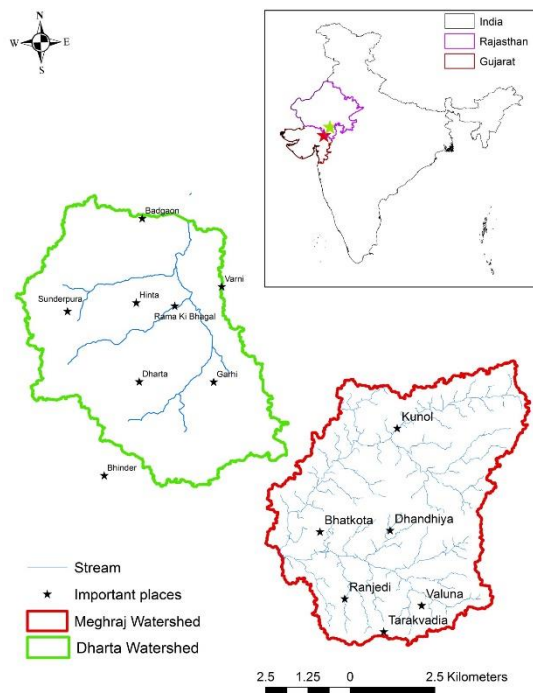 N
W E
S
India
Rajasthan
Gujarat
Badgaon
Varni
Sunderpura
Hinta
Rama Ki Bhagal
Dharta
Garhi
Bhinder
Kunol
Bhatkota
Dhandhiya
Ranjedi
Valuna
Tarakvadia
Stream
Important places
Meghraj Watershed
Dharta Watershed
2.5 1.25 0 2.5 Kilometers